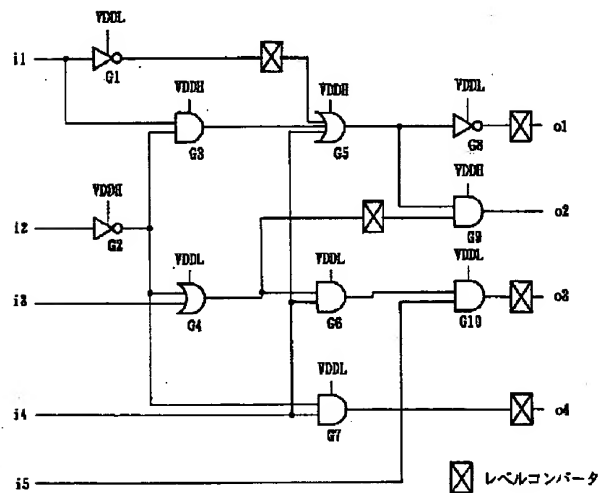 VDDL
i1
G1
VDDH
VDDH
VDDL
G3
G5
G8
o1
VDDH
VDDH
i2
G2
G9
o2
VDDL
VDDL
VDDL
i3
G4
G6
G10
o3
VDDL
i4
G7
o4
i5
レベルコンバータ